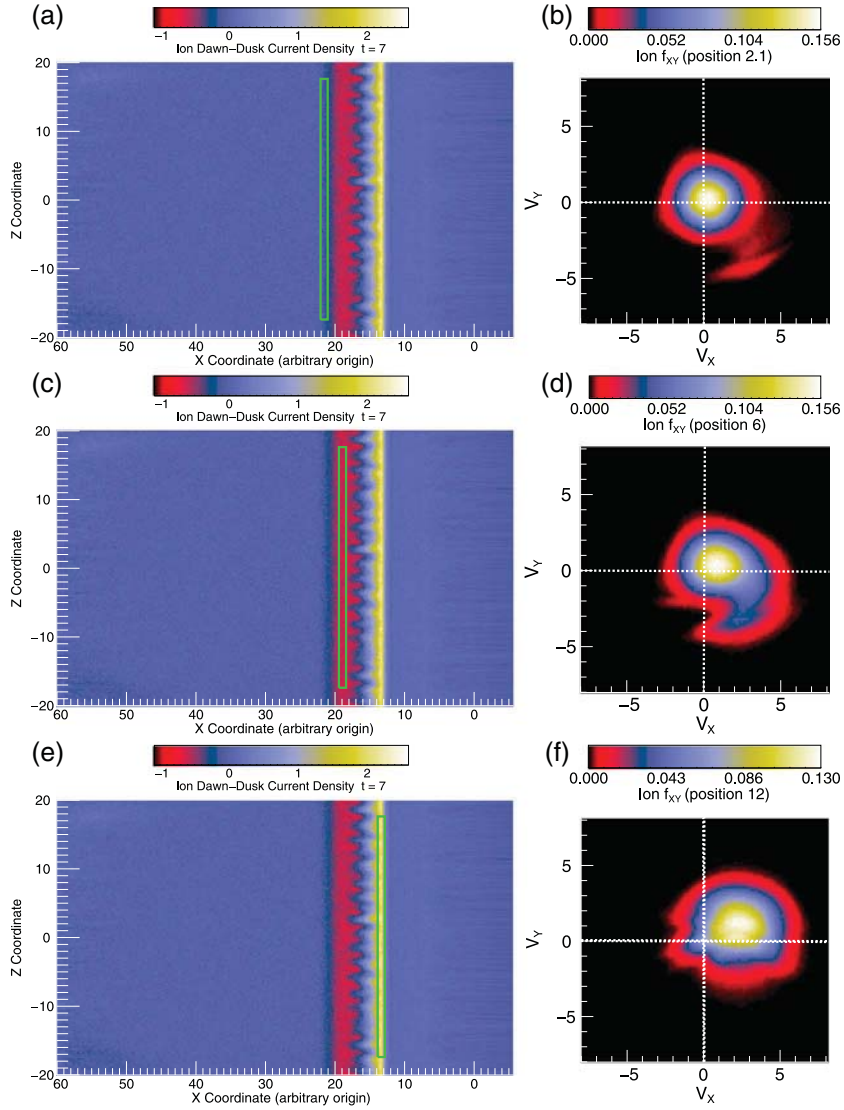 (a)
−1 0 1 2
Ion Dawn−Dusk Current Density t = 7
20
10
0
−10
−20
Z Coordinate
60 50 40 30 20 10 0
X Coordinate (arbitrary origin)
(b)
0.000 0.052 0.104 0.156
Ion fXY (position 2.1)
5
0
−5
VY
−5 0 5
VX
(c)
−1 0 1 2
Ion Dawn−Dusk Current Density t = 7
20
10
0
−10
−20
Z Coordinate
60 50 40 30 20 10 0
X Coordinate (arbitrary origin)
(d)
0.000 0.052 0.104 0.156
Ion fXY (position 6)
5
0
−5
VY
−5 0 5
VX
(e)
−1 0 1 2
Ion Dawn−Dusk Current Density t = 7
20
10
0
−10
−20
Z Coordinate
60 50 40 30 20 10 0
X Coordinate (arbitrary origin)
(f)
0.000 0.043 0.086 0.130
Ion fXY (position 12)
5
0
−5
VY
−5 0 5
VX